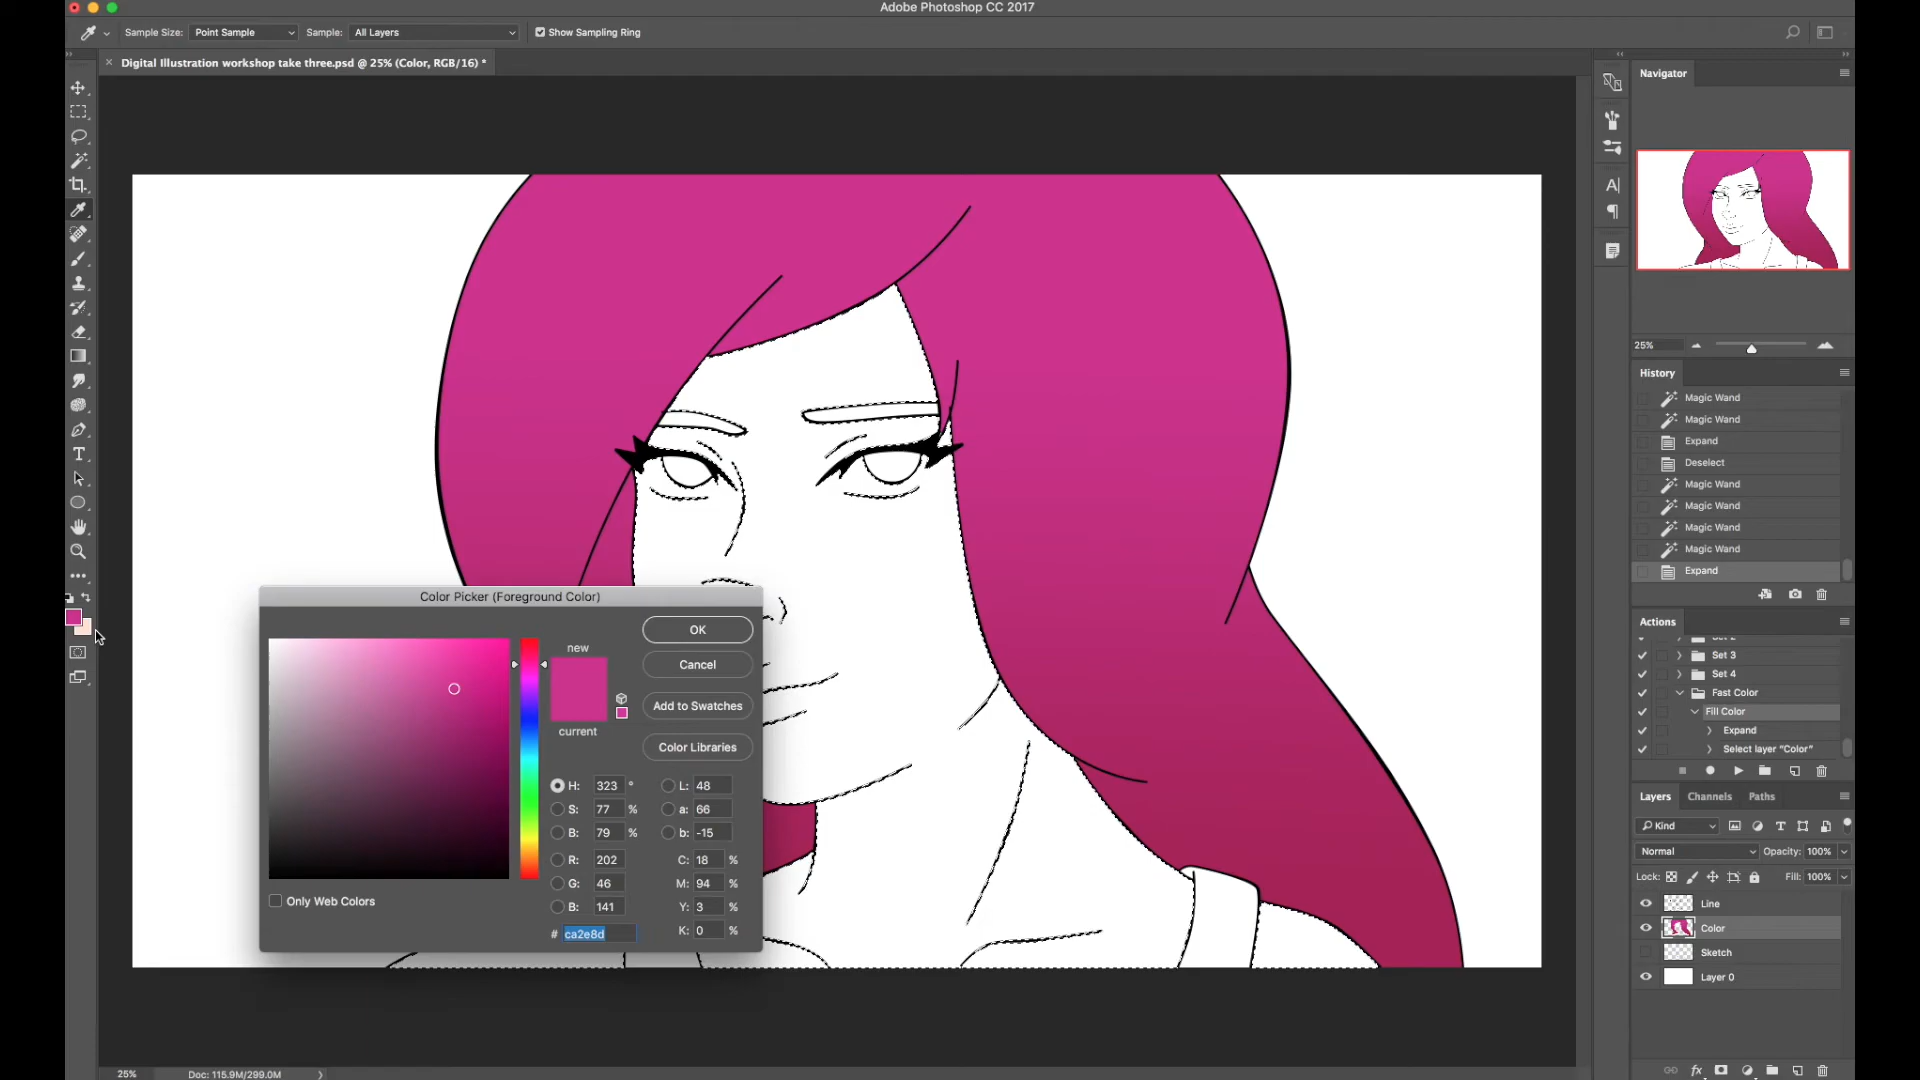 Adobe Photoshop CC 2017
Sample Size: Point Sample Sample: All Layers Show Sampling Ring
Digital Illustration workshop take three.psd @ 25% (Color, RGB/16) *
Navigator
25%
History
Magic Wand
Magic Wand
Expand
Deselect
Magic Wand
Magic Wand
Magic Wand
Magic Wand
Expand
Actions
Set 2
Set 3
Set 4
Fast Color
Fill Color
Expand
Select layer "Color"
Layers Channels Paths
Kind
Normal Opacity: 100%
Lock: Fill: 100%
Line
Color
Sketch
Layer 0
Color Picker (Foreground Color)
new
current
OK
Cancel
Add to Swatches
Color Libraries
H: 323 ° L: 48
S: 77 % a: 66
B: 79 % b: -15
R: 202 C: 18 %
G: 46 M: 94 %
B: 141 Y: 3 %
# ca2e8d K: 0 %
Only Web Colors
25% Doc: 115.9M/299.0M